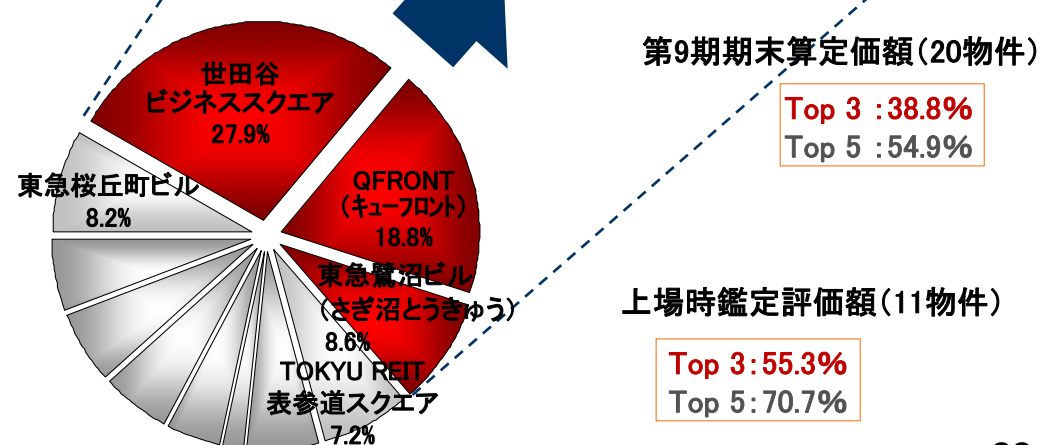 世田谷
ビジネススクエア
27.9%
QFRONT
(キューフロント)
18.8%
東急鷺沼ビル
(さぎ沼とうきゅう)
8.6%
TOKYU REIT
表参道スクエア
7.2%
東急桜丘町ビル
8.2%
第9期期末算定価額(20物件)
Top 3 :38.8%
Top 5 :54.9%
上場時鑑定評価額(11物件)
Top 3:55.3%
Top 5:70.7%